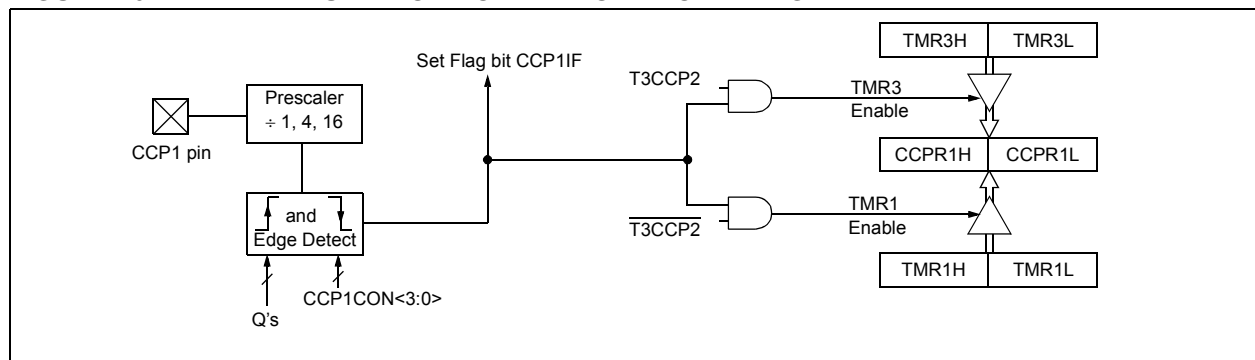 TMR3H TMR3L
Set Flag bit CCP1IF
T3CCP2
TMR3
Enable
Prescaler
÷ 1, 4, 16
CCP1 pin
CCPR1H CCPR1L
and
Edge Detect
TMR1
Enable
T3CCP2
TMR1H TMR1L
CCP1CON<3:0>
Q's